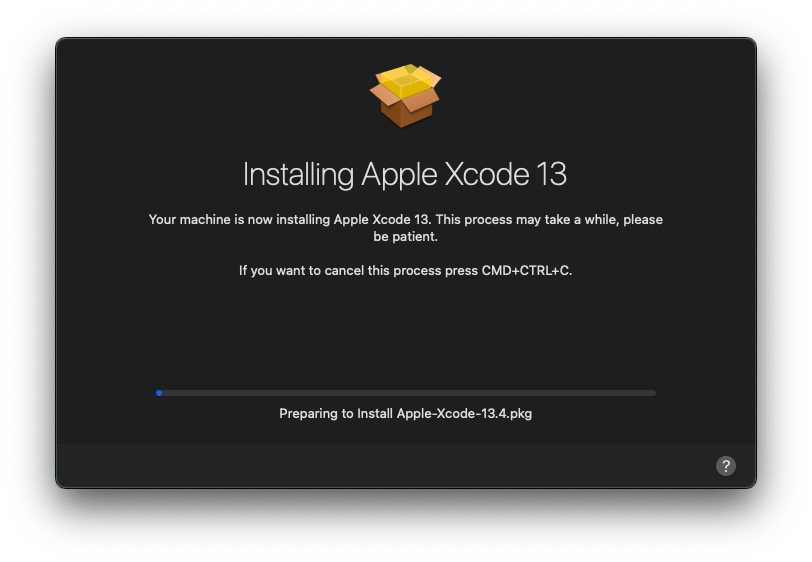 Installing Apple Xcode 13
Your machine is now installing Apple Xcode 13. This process may take a while, please
be patient.
If you want to cancel this process press CMD+CTRL+C.
Preparing to Install Apple-Xcode-13.4.pkg
?